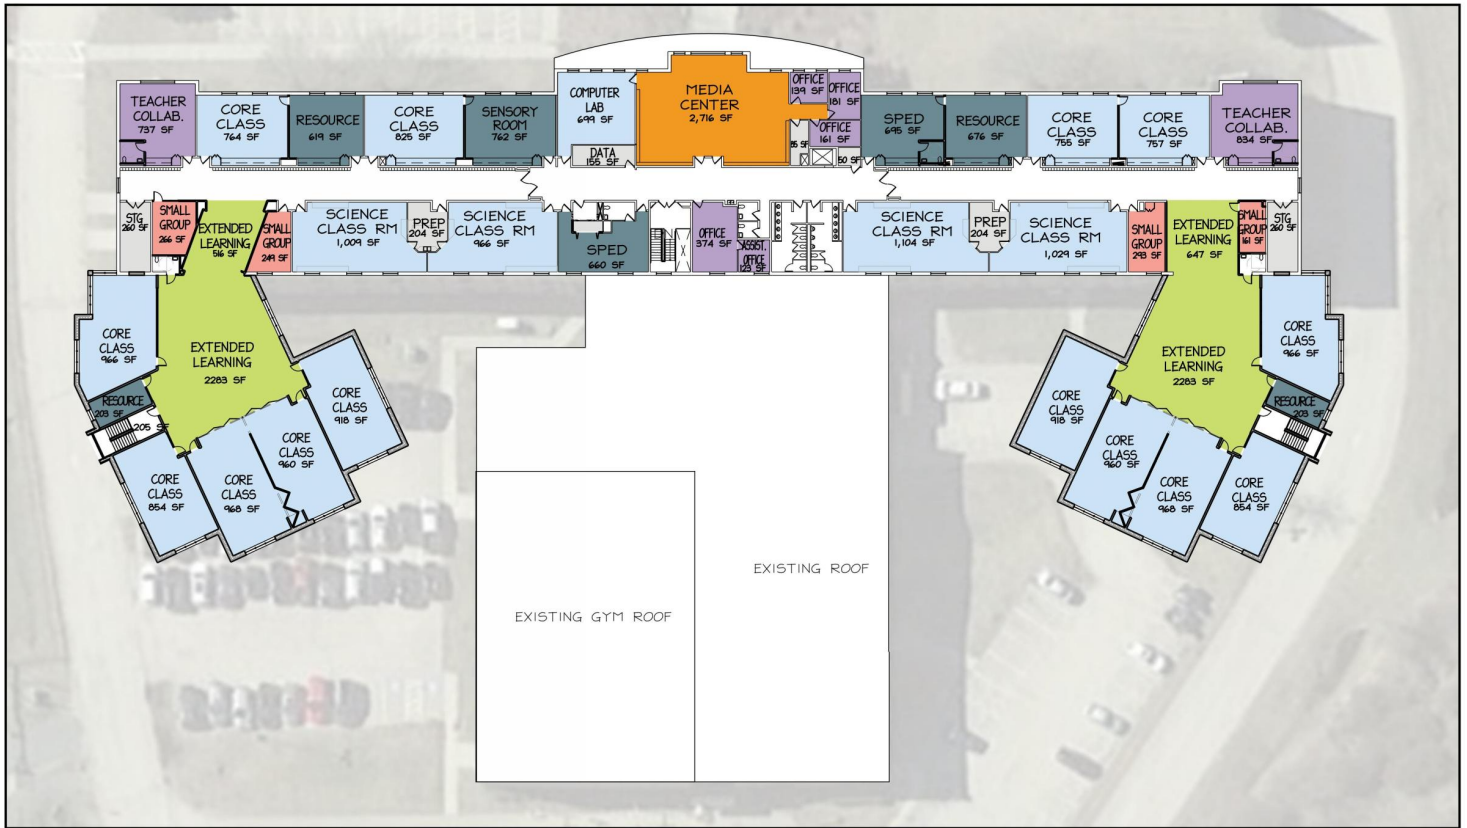 TEACHER
COLLAB.
737 SF
CORE
CLASS
764 SF
RESOURCE
619 SF
CORE
CLASS
825 SF
SENSORY
ROOM
762 SF
COMPUTER
LAB
699 SF
DATA
155 SF
MEDIA
CENTER
2,716 SF
OFFICE
139 SF
OFFICE
181 SF
OFFICE
161 SF
50 SF
SPED
695 SF
RESOURCE
676 SF
CORE
CLASS
755 SF
CORE
CLASS
757 SF
TEACHER
COLLAB.
834 SF
STG
260 SF
SMALL
GROUP
266 SF
EXTENDED
LEARNING
516 SF
SMALL
GROUP
249 SF
SCIENCE
CLASS RM
1,009 SF
PREP
204 SF
SCIENCE
CLASS RM
966 SF
SPED
660 SF
OFFICE
374 SF
ASSIST.
OFFICE
123 SF
SCIENCE
CLASS RM
1,104 SF
PREP
204 SF
SCIENCE
CLASS RM
1,029 SF
SMALL
GROUP
293 SF
EXTENDED
LEARNING
647 SF
SMALL
GROUP
161 SF
STG
260 SF
CORE
CLASS
966 SF
EXTENDED
LEARNING
2283 SF
RESOURCE
203 SF
205 SF
CORE
CLASS
918 SF
CORE
CLASS
960 SF
CORE
CLASS
968 SF
CORE
CLASS
854 SF
CORE
CLASS
966 SF
EXTENDED
LEARNING
2283 SF
RESOURCE
203 SF
CORE
CLASS
918 SF
CORE
CLASS
960 SF
CORE
CLASS
968 SF
CORE
CLASS
854 SF
EXISTING ROOF
EXISTING GYM ROOF